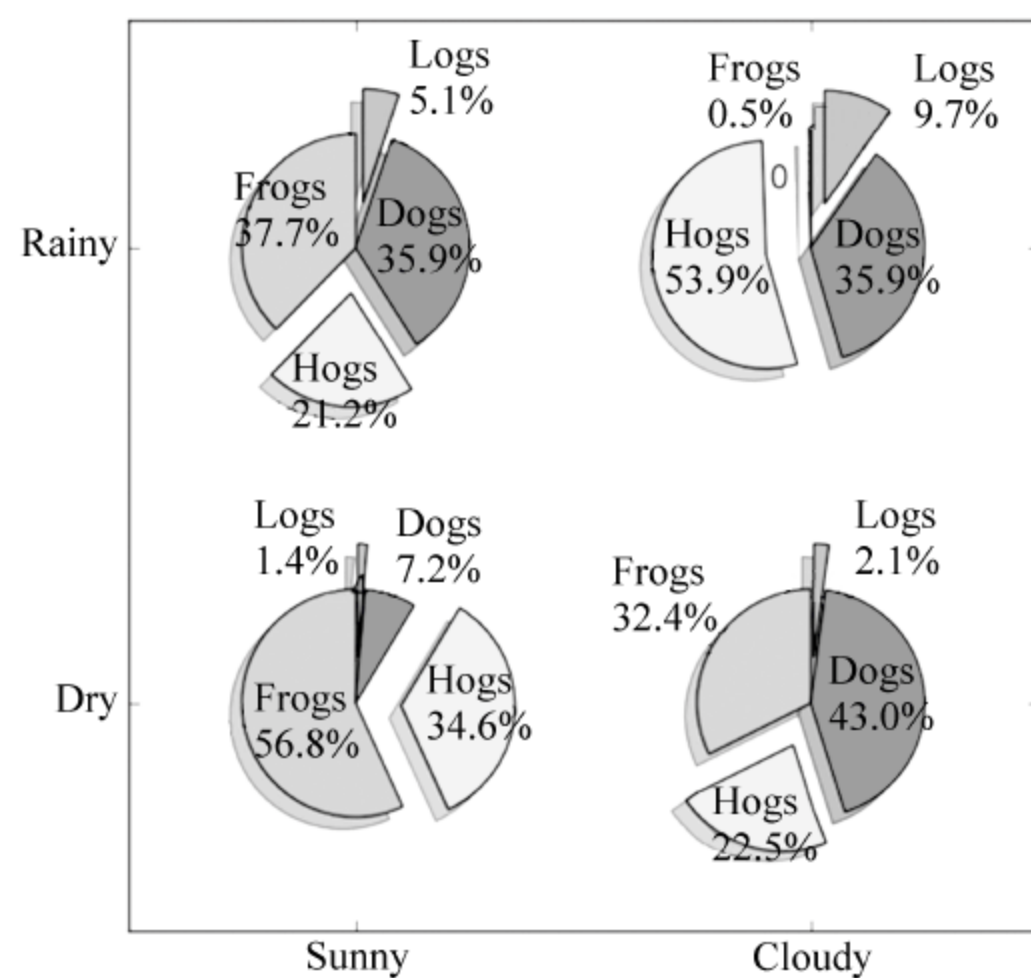 Logs
5.1%
Frogs
37.7%
Dogs
35.9%
Hogs
21.2%
Frogs
0.5%
Logs
9.7%
0
Hogs
53.9%
Dogs
35.9%
Rainy
Logs
1.4%
Dogs
7.2%
Frogs
56.8%
Hogs
34.6%
Logs
2.1%
Frogs
32.4%
Dogs
43.0%
Hogs
22.5%
Dry
Sunny
Cloudy